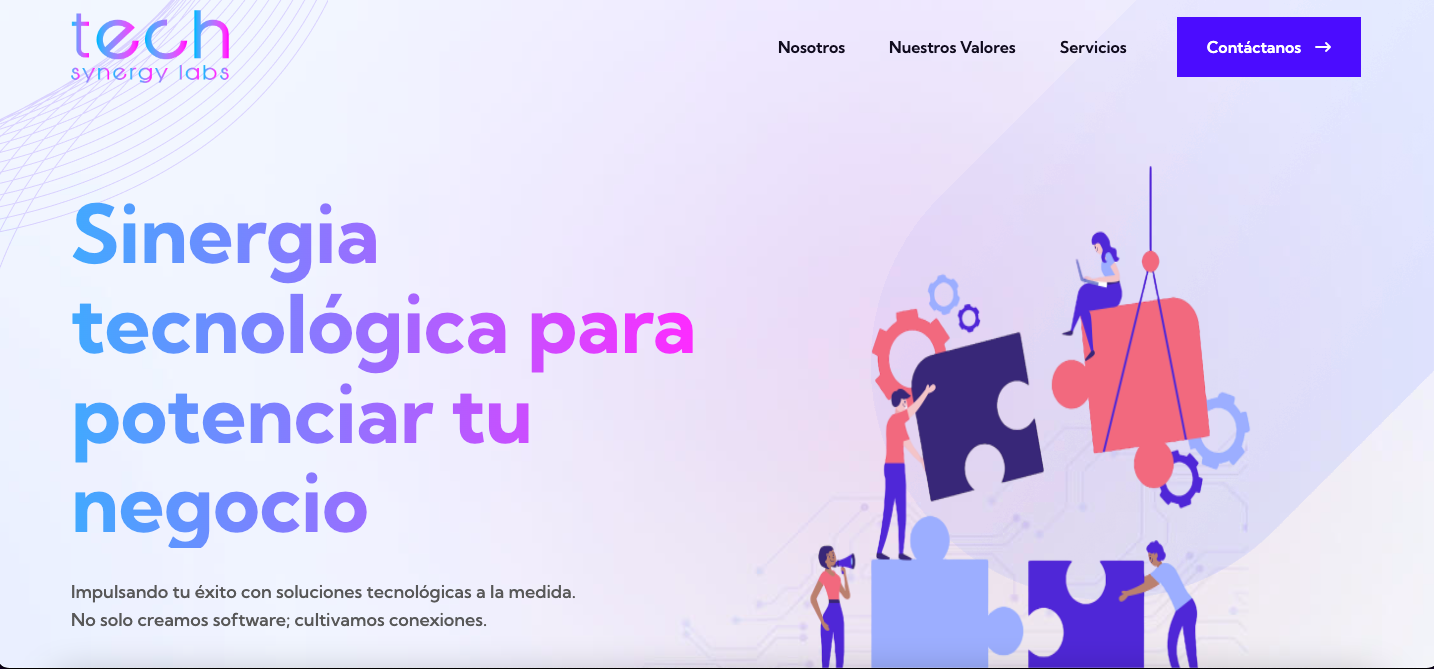 tech
synergy labs
Nosotros
Nuestros Valores
Servicios
Contáctanos
Sinergia
tecnológica para
potenciar tu
negocio
Impulsando tu éxito con soluciones tecnológicas a la medida.
No solo creamos software; cultivamos conexiones.